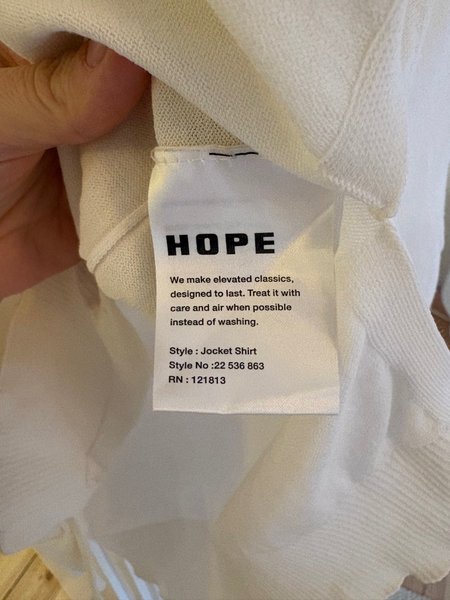 HOPE
We make elevated classics,
designed to last. Treat it with
care and air when possible
instead of washing.
Style : Jocket Shirt
Style No :22 536 863
RN : 121813